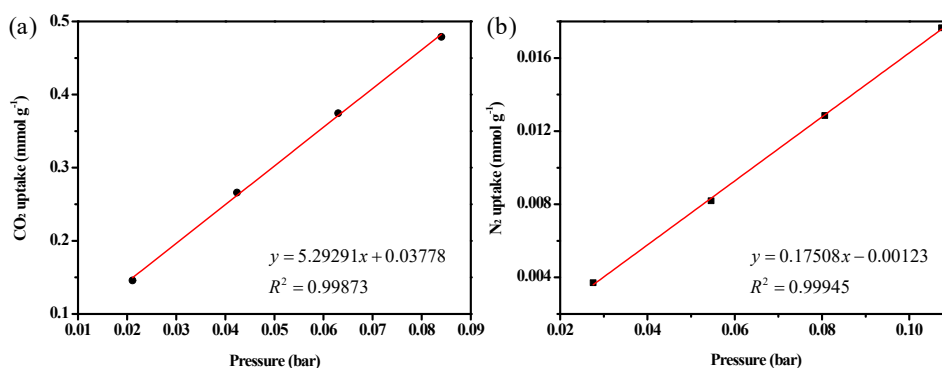 (a)
CO₂ uptake (mmol g⁻¹)
0.5
0.4
0.3
0.2
0.1
y = 5.29291x + 0.03778
R² = 0.99873
0.01 0.02 0.03 0.04 0.05 0.06 0.07 0.08 0.09
Pressure (bar)
(b)
N₂ uptake (mmol g⁻¹)
0.016
0.012
0.008
0.004
y = 0.17508x − 0.00123
R² = 0.99945
0.02 0.04 0.06 0.08 0.10
Pressure (bar)